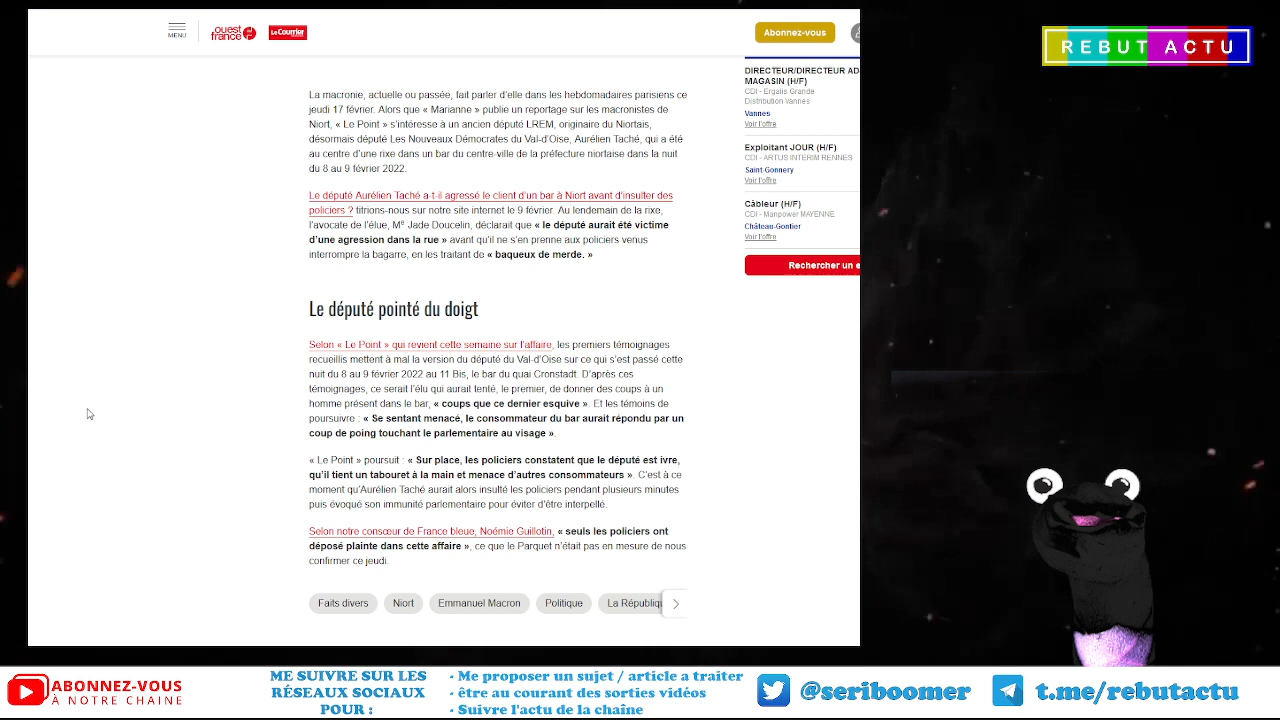 MENU
ouest
france
Le Courrier
Abonnez-vous
REBUT ACTU
La macronie, actuelle ou passée, fait parler d’elle dans les hebdomadaires parisiens ce
jeudi 17 février. Alors que « Marianne » publie un reportage sur les macronistes de
Niort, « Le Point » s’intéresse à un ancien député LREM, originaire du Niortais,
désormais député Les Nouveaux Démocrates du Val-d’Oise, Aurélien Taché, qui a été
au centre d’une rixe dans un bar du centre-ville de la préfecture niortaise dans la nuit
du 8 au 9 février 2022.
Le député Aurélien Taché a-t-il agressé le client d’un bar à Niort avant d’insulter des
policiers ? titrions-nous sur notre site internet le 9 février. Au lendemain de la rixe,
l’avocate de l’élue, Mᵉ Jade Doucelin, déclarait que « le député aurait été victime
d’une agression dans la rue » avant qu’il ne s’en prenne aux policiers venus
interrompre la bagarre, en les traitant de « baqueux de merde. »
Le député pointé du doigt
Selon « Le Point » qui revient cette semaine sur l’affaire, les premiers témoignages
recueillis mettent à mal la version du député du Val-d’Oise sur ce qui s’est passé cette
nuit du 8 au 9 février 2022 au 11 Bis, le bar du quai Cronstadt. D’après ces
témoignages, ce serait l’élu qui aurait tenté, le premier, de donner des coups à un
homme présent dans le bar, « coups que ce dernier esquive ». Et les témoins de
poursuivre : « Se sentant menacé, le consommateur du bar aurait répondu par un
coup de poing touchant le parlementaire au visage ».
« Le Point » poursuit : « Sur place, les policiers constatent que le député est ivre,
qu’il tient un tabouret à la main et menace d’autres consommateurs ». C’est à ce
moment qu’Aurélien Taché aurait alors insulté les policiers pendant plusieurs minutes
puis évoqué son immunité parlementaire pour éviter d’être interpellé.
Selon notre consœur de France bleue, Noémie Guillotin, « seuls les policiers ont
déposé plainte dans cette affaire », ce que le Parquet n’était pas en mesure de nous
confirmer ce jeudi.
Faits divers
Niort
Emmanuel Macron
Politique
La Républiqu
DIRECTEUR/DIRECTEUR AD
MAGASIN (H/F)
CDI - Ergalis Grande
Distribution Vannes
Vannes
Voir l'offre
Exploitant JOUR (H/F)
CDI - ARTUS INTERIM RENNES
Saint-Gonnery
Voir l'offre
Câbleur (H/F)
CDI - Manpower MAYENNE
Château-Gontier
Voir l'offre
Rechercher un e
ABONNEZ-VOUS
À NOTRE CHAINE
ME SUIVRE SUR LES
RÉSEAUX SOCIAUX
POUR :
- Me proposer un sujet / article a traiter
- être au courant des sorties vidéos
- Suivre l'actu de la chaîne
@seriboomer
t.me/rebutactu